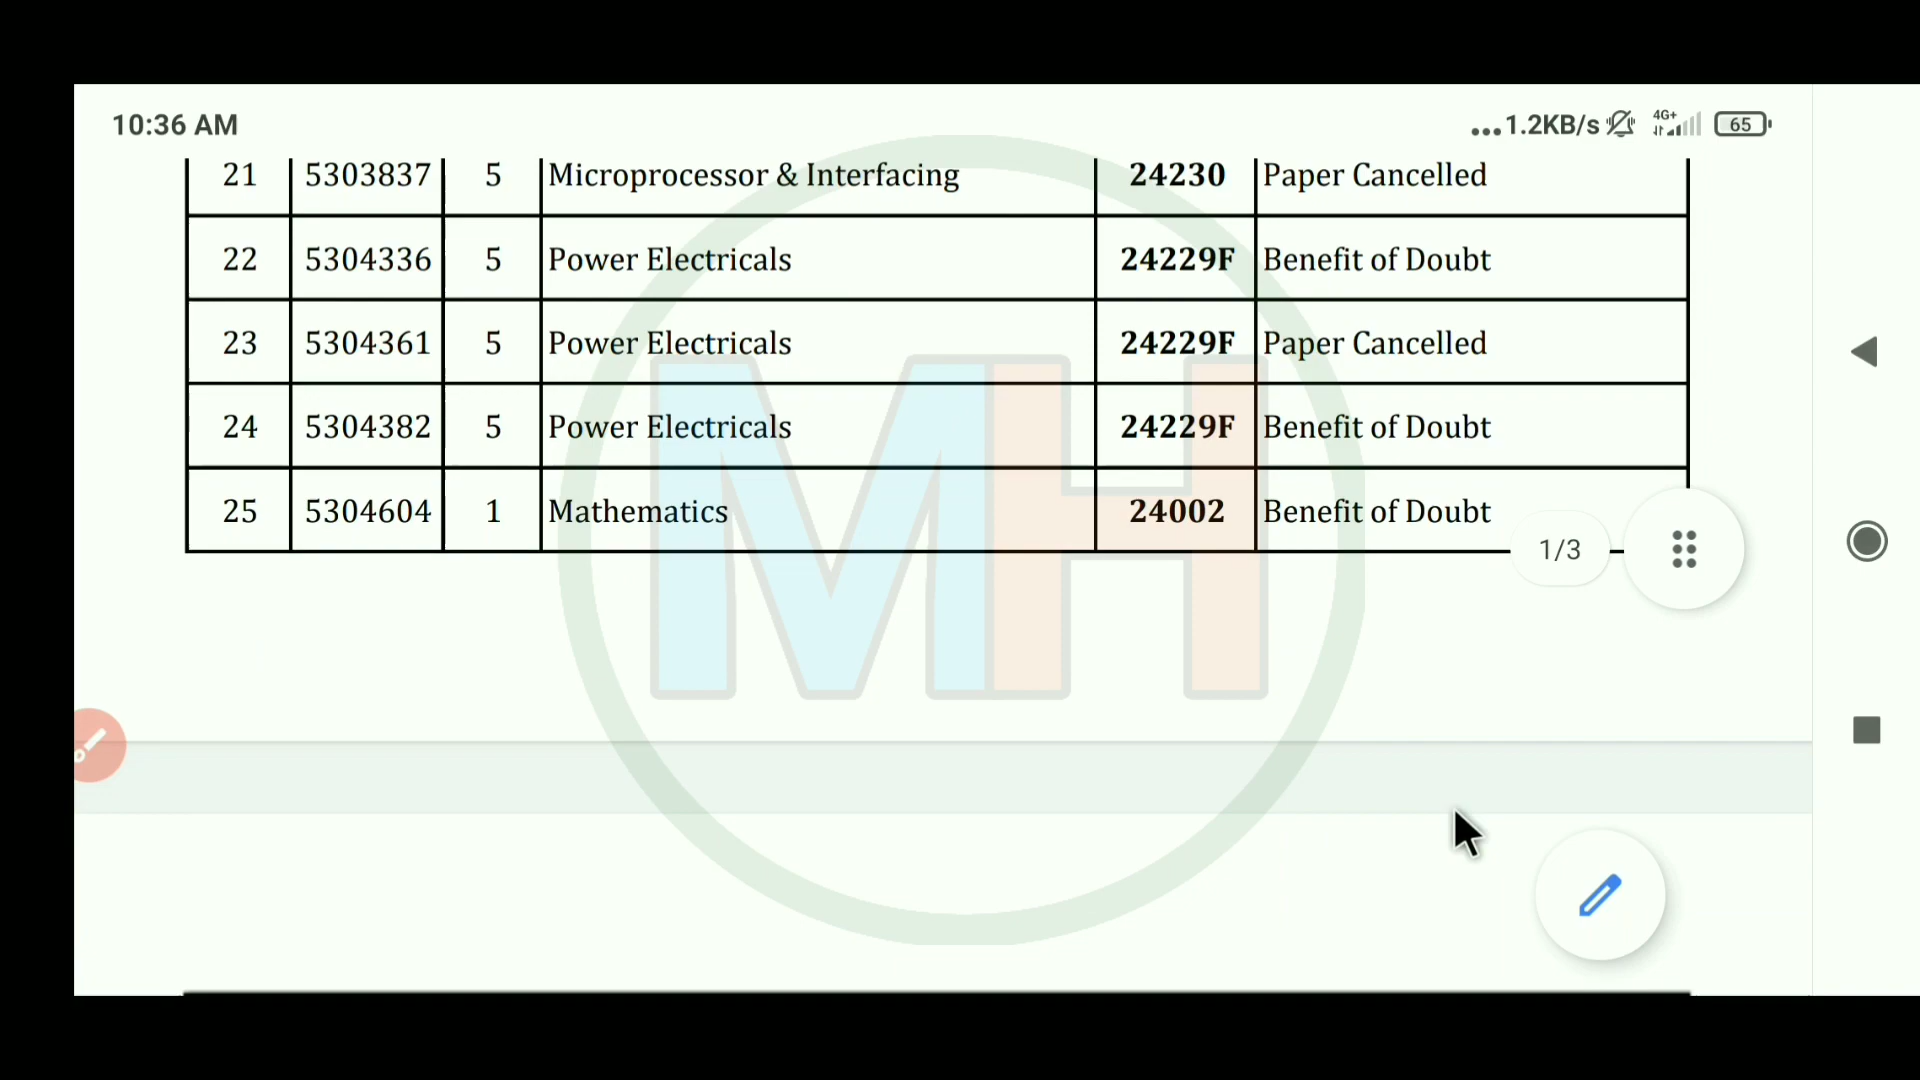 10:36 AM ...1.2KB/s 4G+ 65
21 5303837 5 Microprocessor & Interfacing 24230 Paper Cancelled
22 5304336 5 Power Electricals 24229F Benefit of Doubt
23 5304361 5 Power Electricals 24229F Paper Cancelled
24 5304382 5 Power Electricals 24229F Benefit of Doubt
25 5304604 1 Mathematics 24002 Benefit of Doubt
1/3
MH